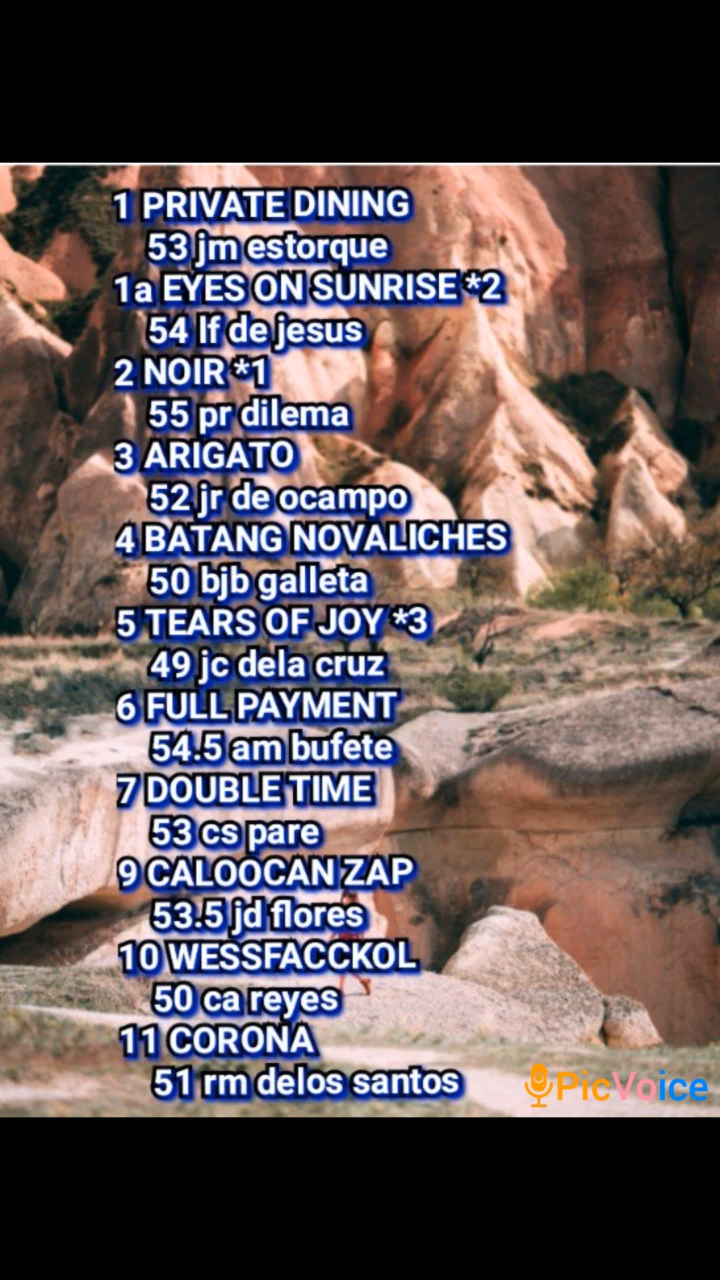 1 PRIVATE DINING
53 jm estorque
1a EYES ON SUNRISE *2
54 lf de jesus
2 NOIR *1
55 pr dilema
3 ARIGATO
52 jr de ocampo
4 BATANG NOVALICHES
50 bjb galleta
5 TEARS OF JOY *3
49 jc dela cruz
6 FULL PAYMENT
54.5 am bufete
7 DOUBLE TIME
53 cs pare
9 CALOOCAN ZAP
53.5 jd flores
10 WESSFACCKOL
50 ca reyes
11 CORONA
51 rm delos santos
PicVoice